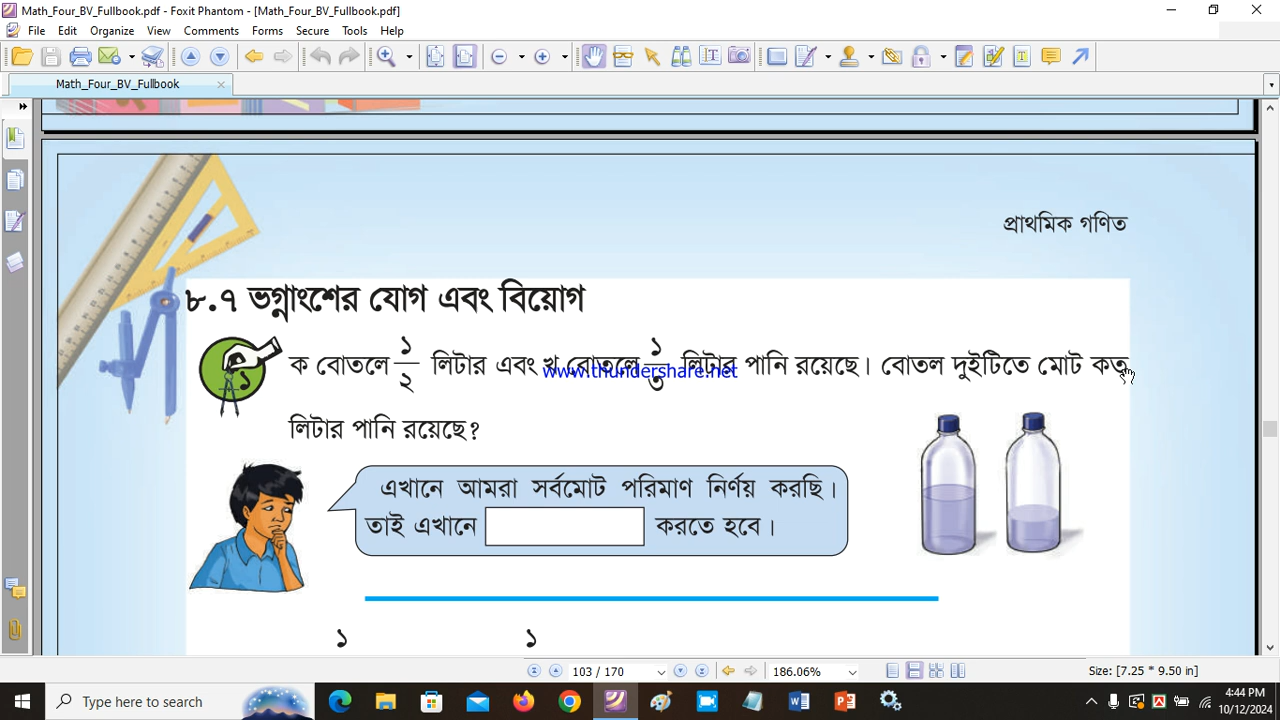 Math_Four_BV_Fullbook.pdf - Foxit Phantom - [Math_Four_BV_Fullbook.pdf]
File Edit Organize View Comments Forms Secure Tools Help
Math_Four_BV_Fullbook
প্রাথমিক গণিত
৮.৭ ভগ্নাংশের যোগ এবং বিয়োগ
১
ক বোতলে ১/২ লিটার এবং খ বোতলে ১/৩ লিটার পানি রয়েছে। বোতল দুইটিতে মোট কত
www.thundershare.net
লিটার পানি রয়েছে?
এখানে আমরা সর্বমোট পরিমাণ নির্ণয় করছি।
তাই এখানে করতে হবে।
১ ১
103 / 170 186.06% Size: [7.25 * 9.50 in]
Type here to search
4:44 PM
10/12/2024